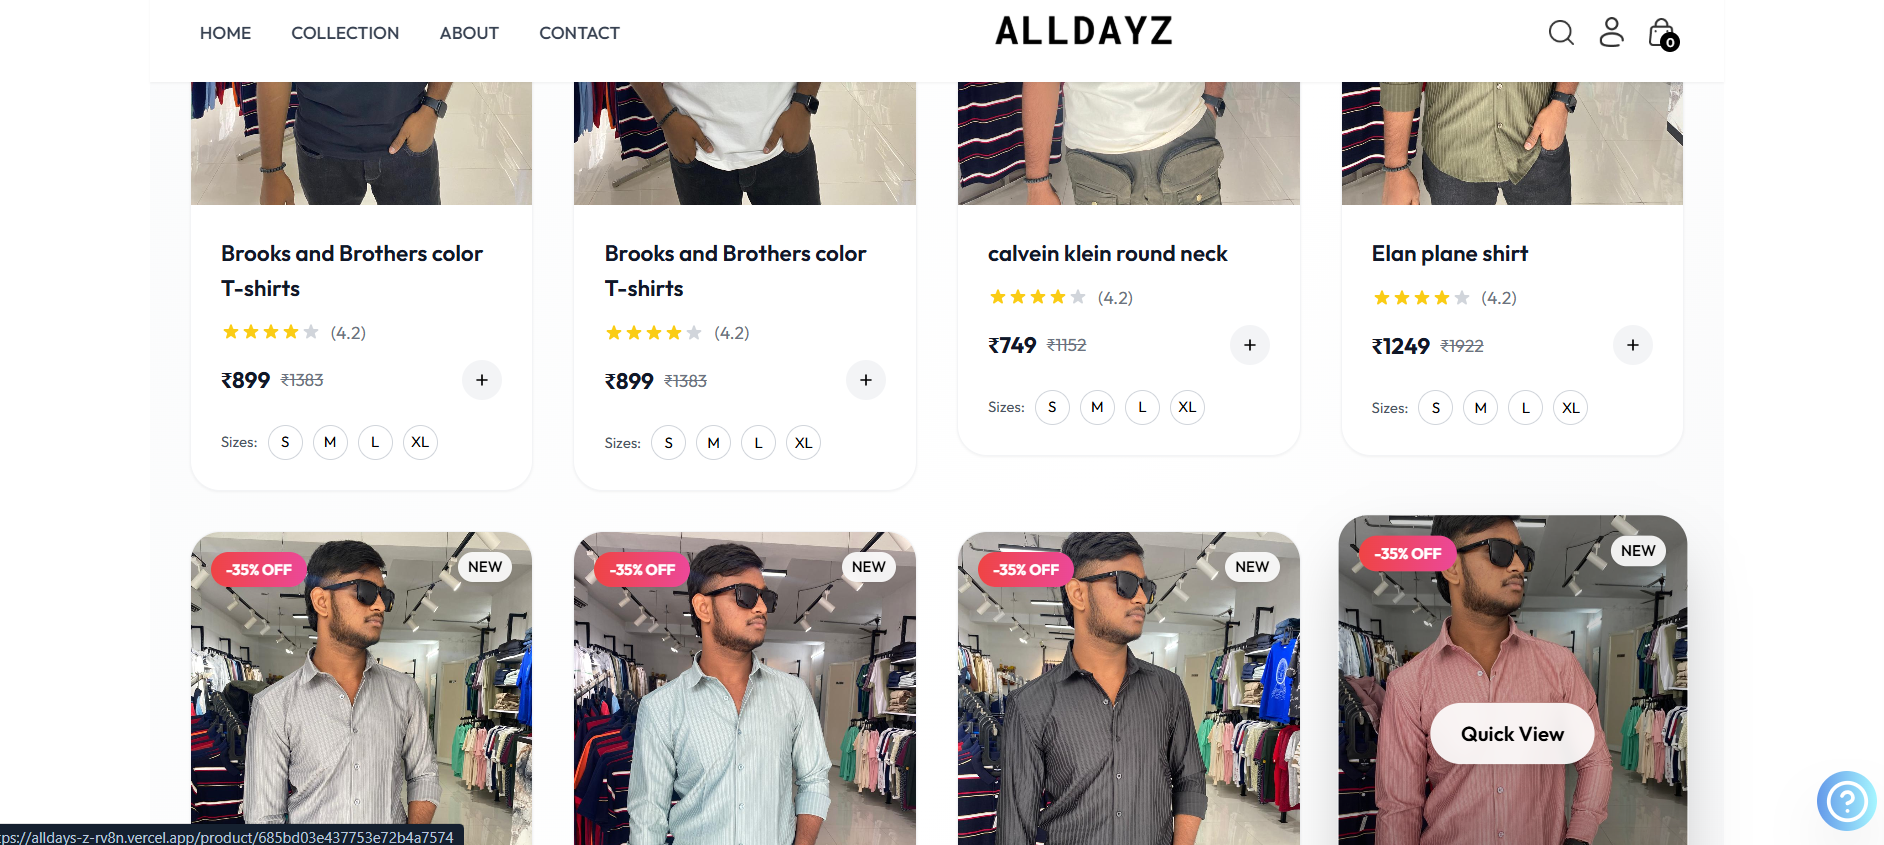 HOME COLLECTION ABOUT CONTACT ALLDAYZ 0
Brooks and Brothers color
T-shirts
(4.2)
₹899 ₹1383 +
Sizes: S M L XL
Brooks and Brothers color
T-shirts
(4.2)
₹899 ₹1383 +
Sizes: S M L XL
calvein klein round neck
(4.2)
₹749 ₹1152 +
Sizes: S M L XL
Elan plane shirt
(4.2)
₹1249 ₹1922 +
Sizes: S M L XL
-35% OFF NEW
-35% OFF NEW
-35% OFF NEW
-35% OFF NEW
Quick View
?
ps://alldays-z-rv8n.vercel.app/product/685bd03e437753e72b4a7574